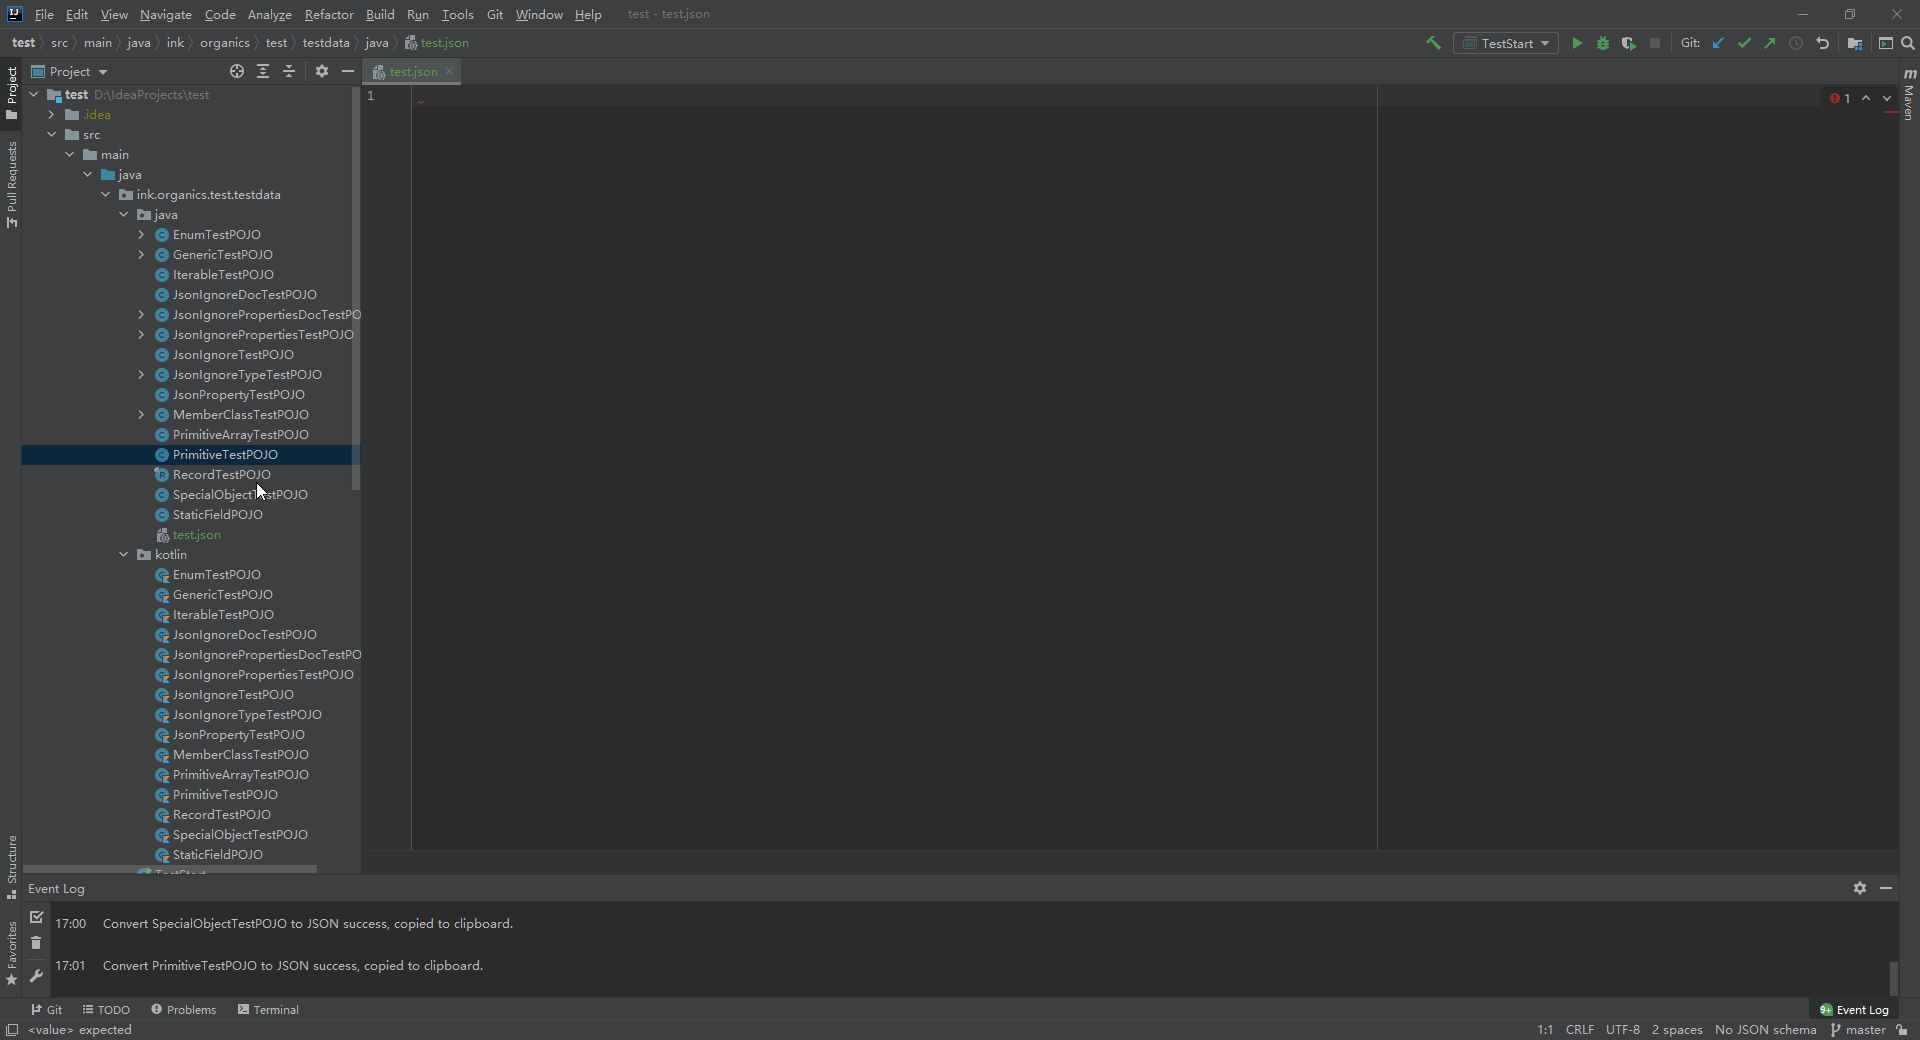 IJ File Edit View Navigate Code Analyze Refactor Build Run Tools Git Window Help test - test.json
test src main java ink organics test testdata java test.json TestStart Git:
Project
test.json
1
1
test D:\IdeaProjects\test
.idea
src
main
java
ink.organics.test.testdata
java
EnumTestPOJO
GenericTestPOJO
IterableTestPOJO
JsonIgnoreDocTestPOJO
JsonIgnorePropertiesDocTestPO
JsonIgnorePropertiesTestPOJO
JsonIgnoreTestPOJO
JsonIgnoreTypeTestPOJO
JsonPropertyTestPOJO
MemberClassTestPOJO
PrimitiveArrayTestPOJO
PrimitiveTestPOJO
RecordTestPOJO
SpecialObjectTestPOJO
StaticFieldPOJO
test.json
kotlin
EnumTestPOJO
GenericTestPOJO
IterableTestPOJO
JsonIgnoreDocTestPOJO
JsonIgnorePropertiesDocTestPO
JsonIgnorePropertiesTestPOJO
JsonIgnoreTestPOJO
JsonIgnoreTypeTestPOJO
JsonPropertyTestPOJO
MemberClassTestPOJO
PrimitiveArrayTestPOJO
PrimitiveTestPOJO
RecordTestPOJO
SpecialObjectTestPOJO
StaticFieldPOJO
Project
Pull Requests
Structure
Favorites
m Maven
Event Log
17:00 Convert SpecialObjectTestPOJO to JSON success, copied to clipboard.
17:01 Convert PrimitiveTestPOJO to JSON success, copied to clipboard.
Git TODO Problems Terminal 9+ Event Log
<value> expected 1:1 CRLF UTF-8 2 spaces No JSON schema master